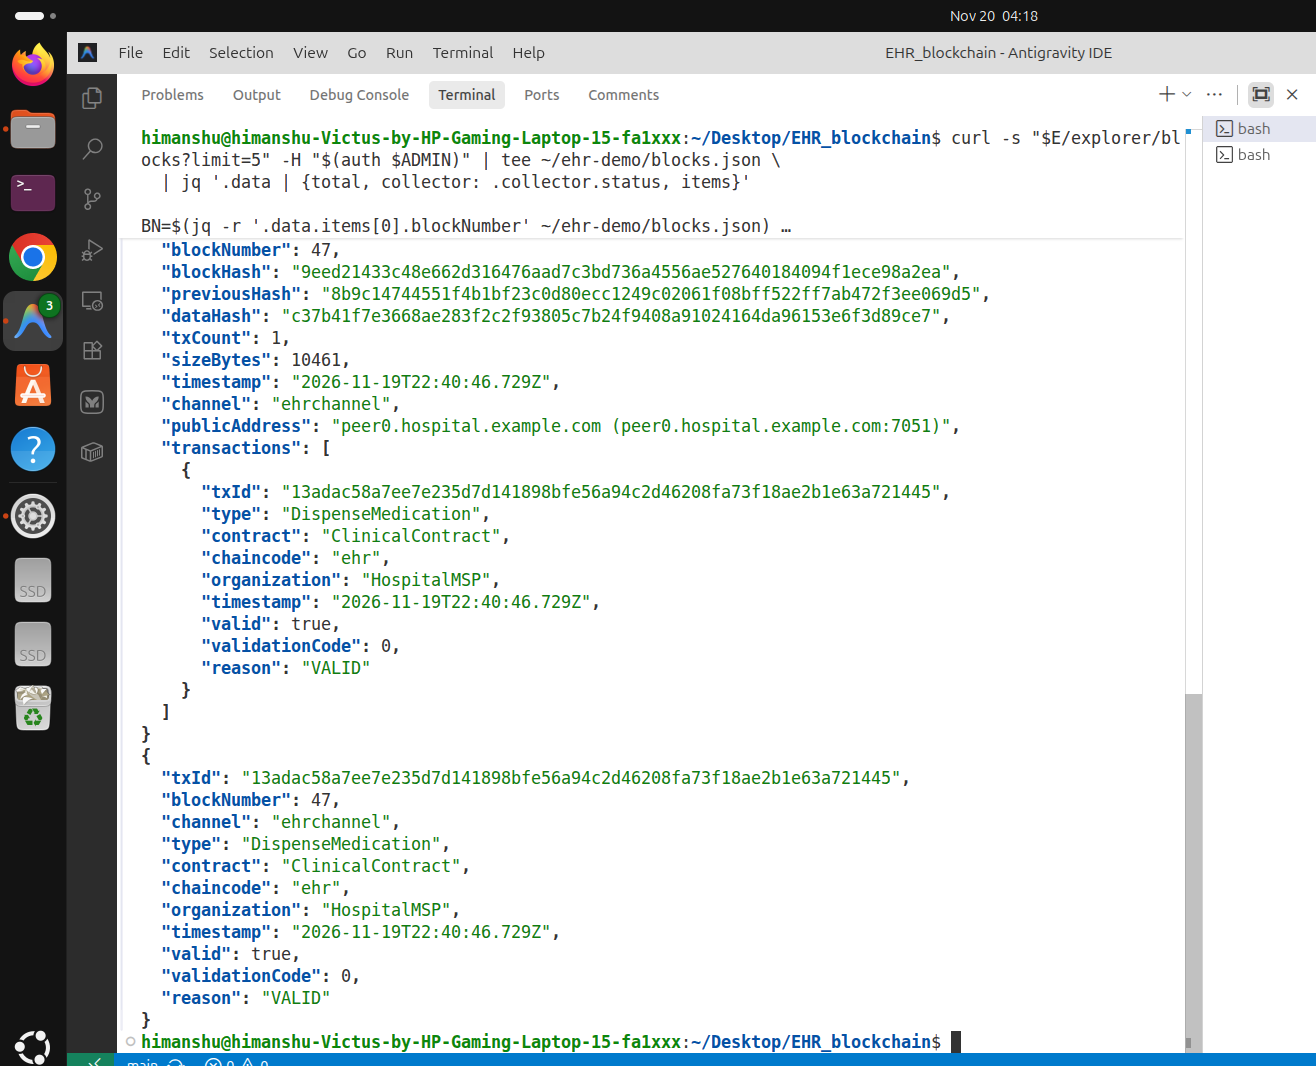 Nov 20 04:18
File Edit Selection View Go Run Terminal Help
EHR_blockchain - Antigravity IDE
Problems Output Debug Console Terminal Ports Comments
bash
bash
3
>_
?
SSD
SSD
himanshu@himanshu-Victus-by-HP-Gaming-Laptop-15-fa1xxx:~/Desktop/EHR_blockchain$ curl -s "$E/explorer/bl
ocks?limit=5" -H "$(auth $ADMIN)" | tee ~/ehr-demo/blocks.json \
  | jq '.data | {total, collector: .collector.status, items}'
BN=$(jq -r '.data.items[0].blockNumber' ~/ehr-demo/blocks.json) …
  "blockNumber": 47,
  "blockHash": "9eed21433c48e662d316476aad7c3bd736a4556ae527640184094f1ece98a2ea",
  "previousHash": "8b9c14744551f4b1bf23c0d80ecc1249c02061f08bff522ff7ab472f3ee069d5",
  "dataHash": "c37b41f7e3668ae283f2c2f93805c7b24f9408a91024164da96153e6f3d89ce7",
  "txCount": 1,
  "sizeBytes": 10461,
  "timestamp": "2026-11-19T22:40:46.729Z",
  "channel": "ehrchannel",
  "publicAddress": "peer0.hospital.example.com (peer0.hospital.example.com:7051)",
  "transactions": [
    {
      "txId": "13adac58a7ee7e235d7d141898bfe56a94c2d46208fa73f18ae2b1e63a721445",
      "type": "DispenseMedication",
      "contract": "ClinicalContract",
      "chaincode": "ehr",
      "organization": "HospitalMSP",
      "timestamp": "2026-11-19T22:40:46.729Z",
      "valid": true,
      "validationCode": 0,
      "reason": "VALID"
    }
  ]
}
{
  "txId": "13adac58a7ee7e235d7d141898bfe56a94c2d46208fa73f18ae2b1e63a721445",
  "blockNumber": 47,
  "channel": "ehrchannel",
  "type": "DispenseMedication",
  "contract": "ClinicalContract",
  "chaincode": "ehr",
  "organization": "HospitalMSP",
  "timestamp": "2026-11-19T22:40:46.729Z",
  "valid": true,
  "validationCode": 0,
  "reason": "VALID"
}
himanshu@himanshu-Victus-by-HP-Gaming-Laptop-15-fa1xxx:~/Desktop/EHR_blockchain$
main 0 0